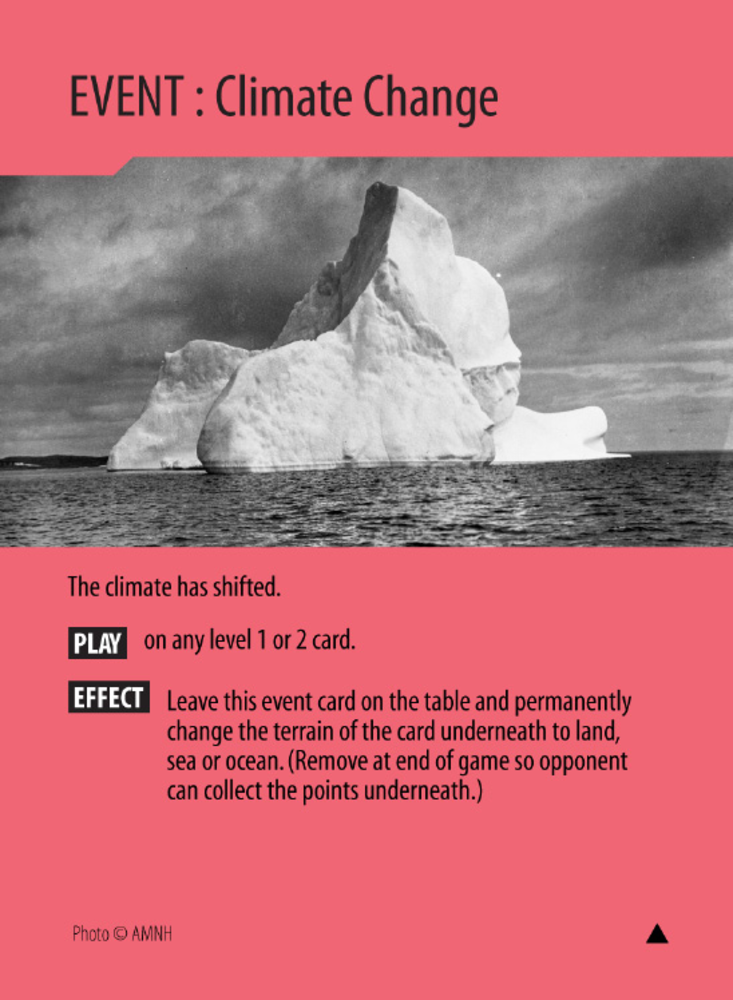 EVENT : Climate Change
The climate has shifted.
PLAY on any level 1 or 2 card.
EFFECT Leave this event card on the table and permanently
change the terrain of the card underneath to land,
sea or ocean. (Remove at end of game so opponent
can collect the points underneath.)
Photo © AMNH